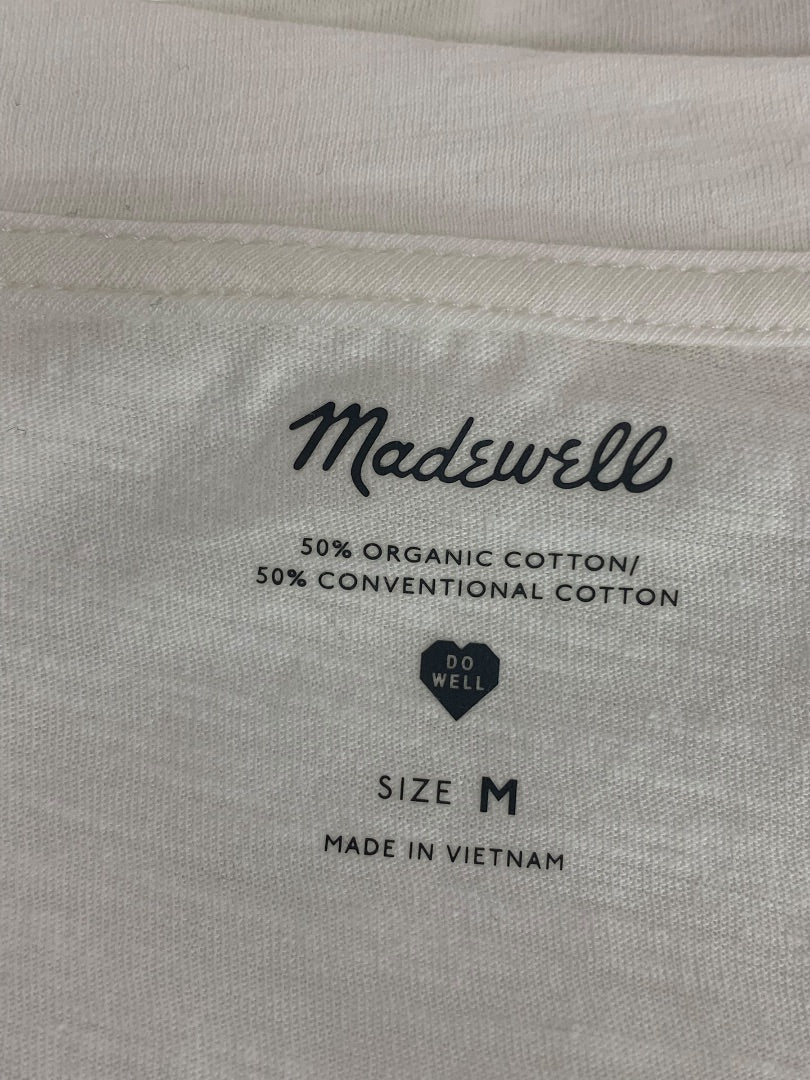 Madewell
50% ORGANIC COTTON/
50% CONVENTIONAL COTTON
DO
WELL
SIZE M
MADE IN VIETNAM